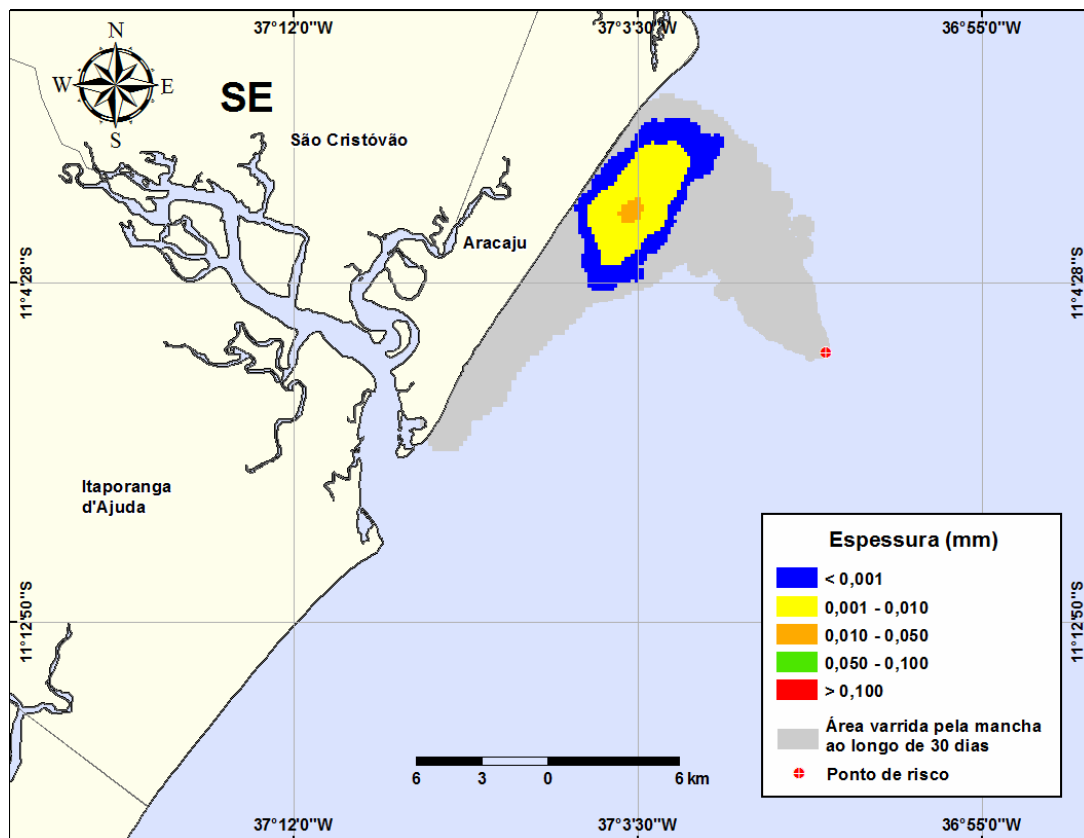 37°12'0"W
37°3'30"W
36°55'0"W
N
W
E
S
SE
São Cristóvão
Aracaju
11°4'28"S
11°4'28"S
Itaporanga
d'Ajuda
11°12'50"S
11°12'50"S
Espessura (mm)
< 0,001
0,001 - 0,010
0,010 - 0,050
0,050 - 0,100
> 0,100
Área varrida pela mancha
ao longo de 30 dias
Ponto de risco
6 3 0 6 km
37°12'0"W
37°3'30"W
36°55'0"W